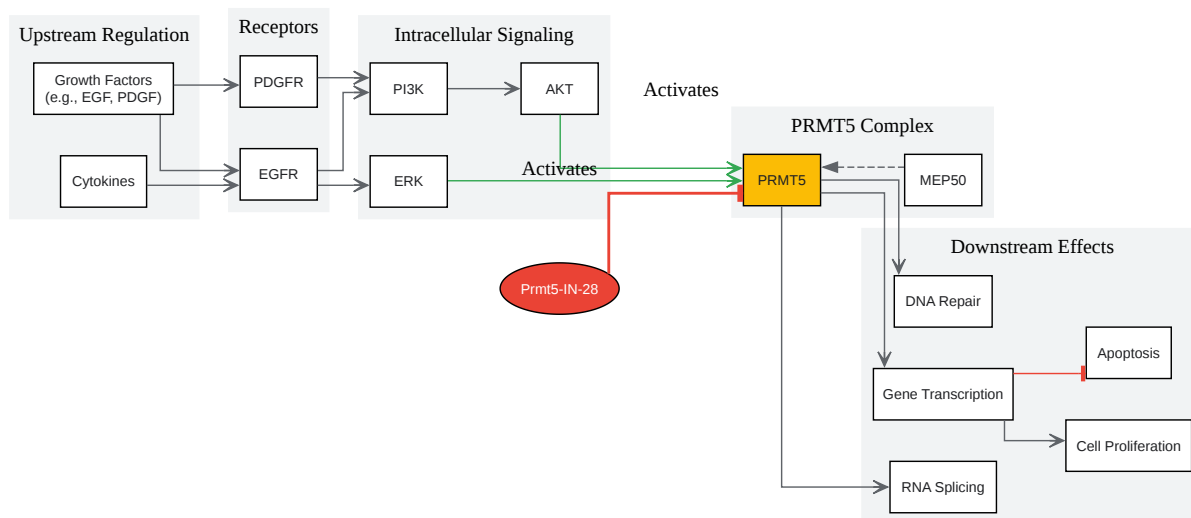 Upstream Regulation
Growth Factors
(e.g., EGF, PDGF)
Cytokines
Receptors
PDGFR
EGFR
Intracellular Signaling
PI3K
AKT
ERK
Activates
Activates
Prmt5-IN-28
PRMT5 Complex
PRMT5
MEP50
Downstream Effects
DNA Repair
Apoptosis
Gene Transcription
Cell Proliferation
RNA Splicing